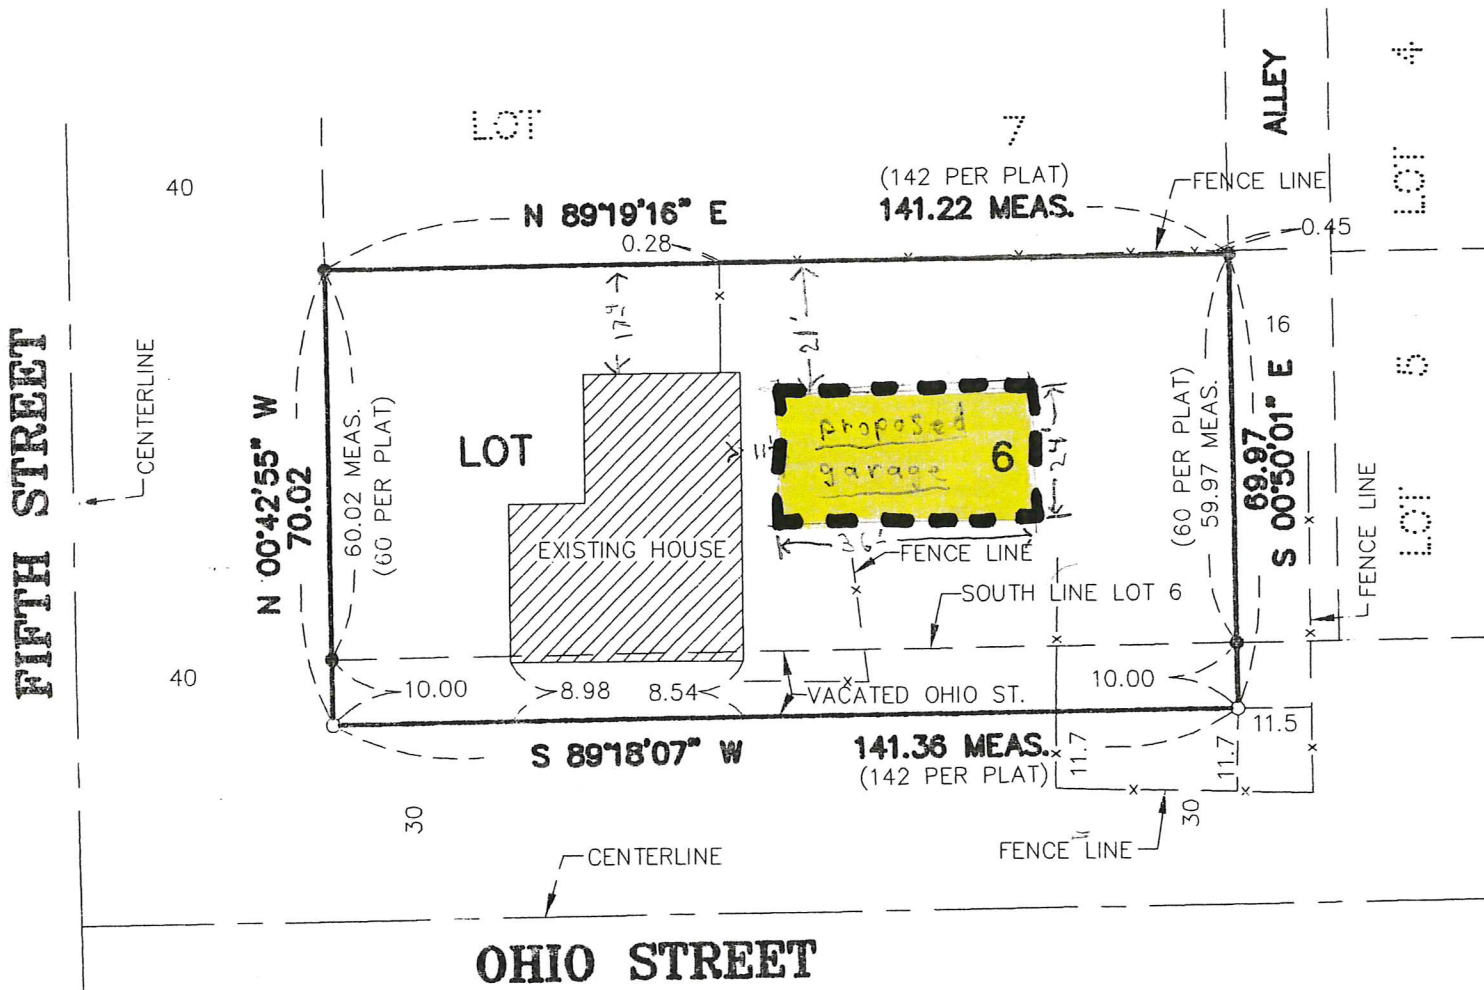 ALLEY
LOT 4
LOT 7
(142 PER PLAT)
141.22 MEAS.
FENCE LINE
40
N 89°19'16" E
0.28
0.45
17'4"
21'
16
FIFTH STREET
CENTERLINE
N 00°42'55" W
70.02
60.02 MEAS.
(60 PER PLAT)
LOT 6
11'
proposed
garage
24'
36'
(60 PER PLAT)
59.97 MEAS.
69.97
S 00°50'01" E
LOT 5
FENCE LINE
EXISTING HOUSE
FENCE LINE
SOUTH LINE LOT 6
40
10.00
8.98
8.54
VACATED OHIO ST.
10.00
11.5
S 89°18'07" W
141.36 MEAS.
(142 PER PLAT)
11.7
11.7
30
30
CENTERLINE
FENCE LINE
OHIO STREET